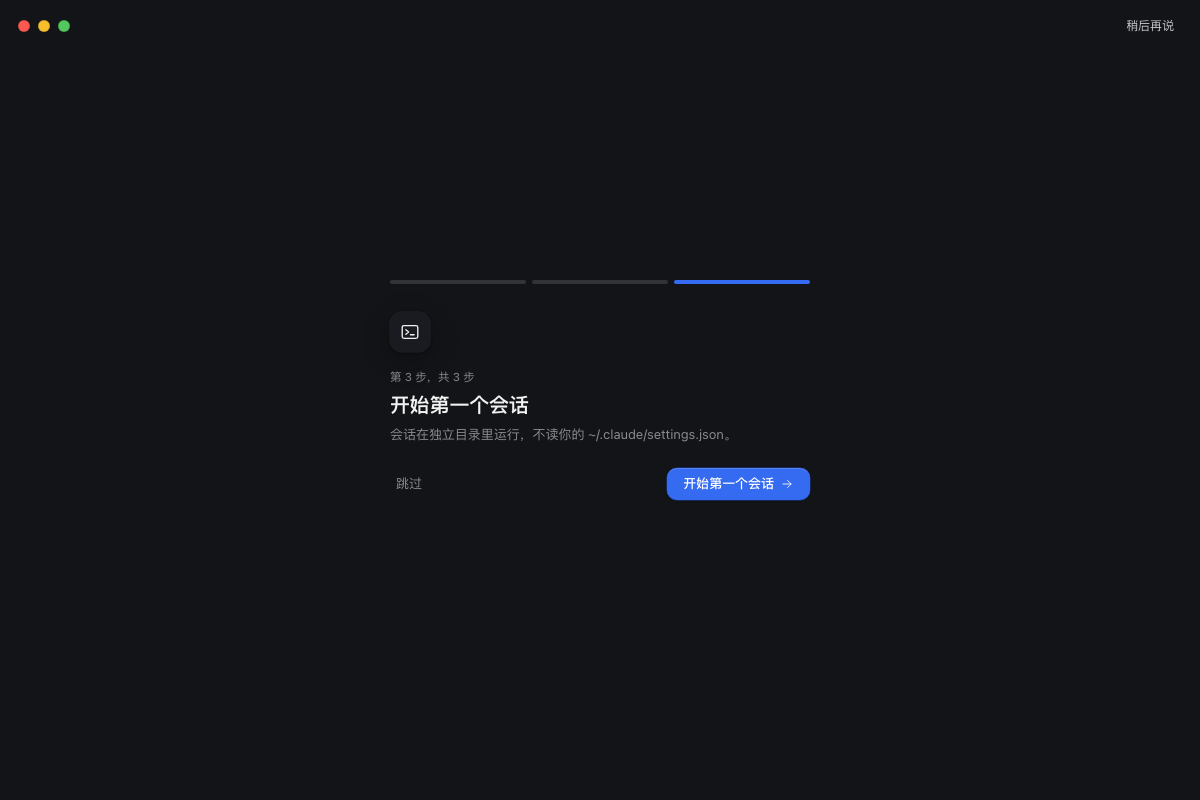 稍后再说
第 3 步，共 3 步
开始第一个会话
会话在独立目录里运行，不读你的 ~/.claude/settings.json。
跳过
开始第一个会话 →